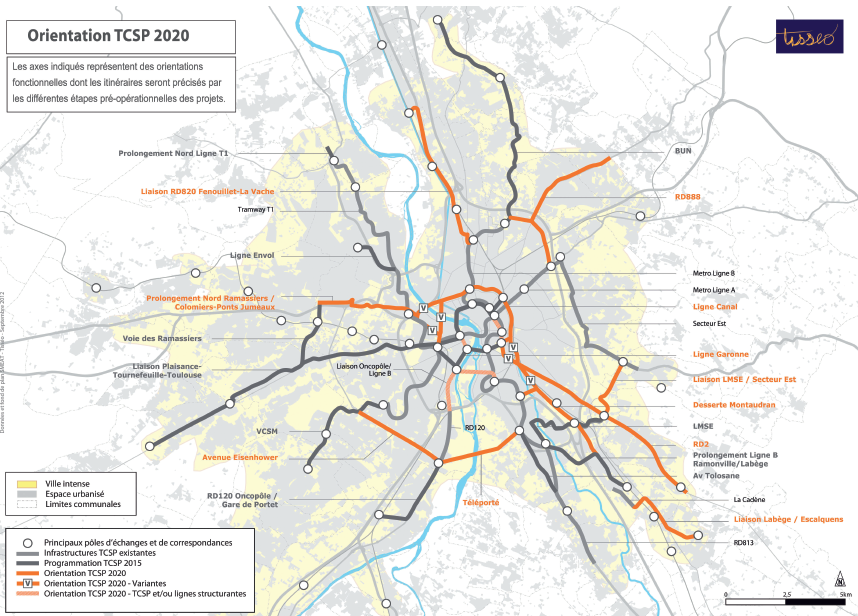 Orientation TCSP 2020
Les axes indiqués représentent des orientations
fonctionnelles dont les itinéraires seront précisés par
les différentes étapes pré-opérationnelles des projets.
tisséo
Prolongement Nord Ligne T1
BUN
Liaison RD820 Fenouillet-La Vache
RD888
Tramway T1
Ligne Envol
Metro Ligne B
Metro Ligne A
Prolongement Nord Ramassiers /
Colomiers-Ponts Jumeaux
Ligne Canal
Secteur Est
Voie des Ramassiers
Ligne Garonne
Liaison Plaisance-
Tournefeuille-Toulouse
Liaison Oncopôle/
Ligne B
Liaison LMSE / Secteur Est
Desserte Montaudran
VCSM
RD120
LMSE
RD2
Avenue Eisenhower
Prolongement Ligne B
Ramonville/Labège
Av Tolosane
RD120 Oncopole /
Gare de Portet
Téléporté
La Cadène
Liaison Labège / Escalquens
RD813
V
V
V
V
V
V
Ville intense
Espace urbanisé
Limites communales
Principaux pôles d'échanges et de correspondances
Infrastructures TCSP existantes
Programmation TCSP 2015
Orientation TCSP 2020
V
Orientation TCSP 2020 - Variantes
Orientation TCSP 2020 - TCSP et/ou lignes structurantes
N
0 2,5 5km